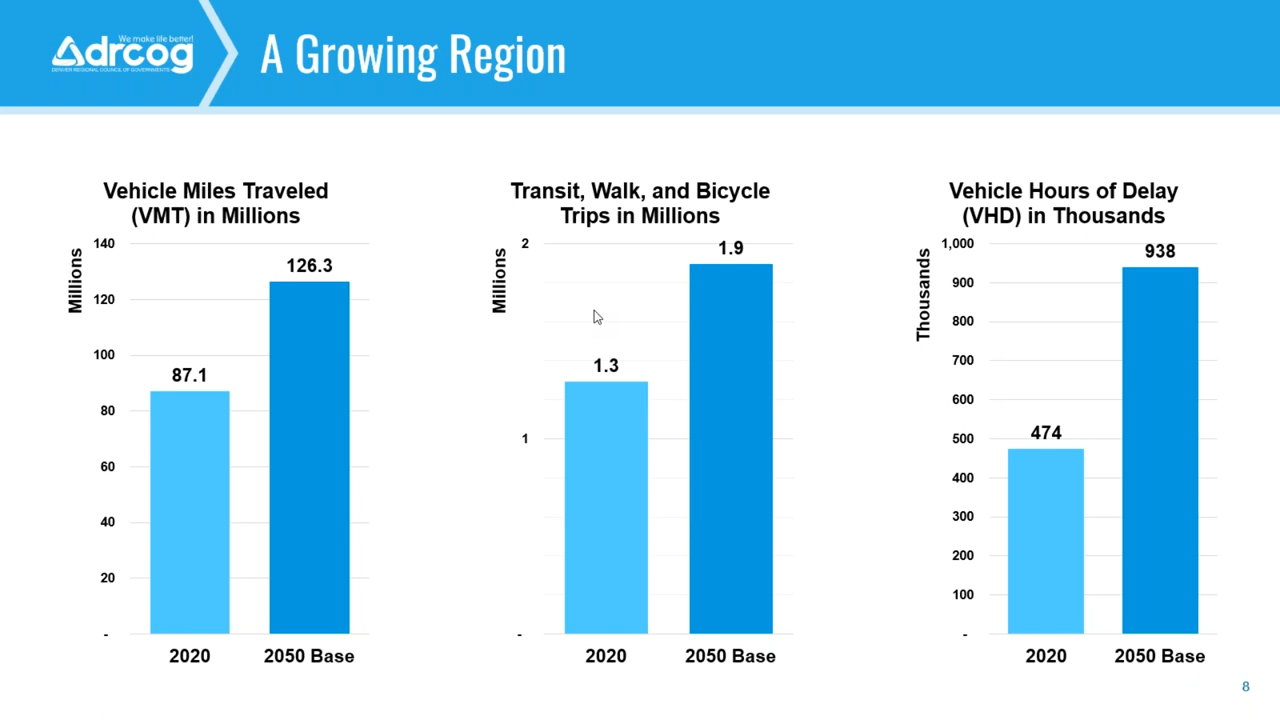 We make life better!
drcog
DENVER REGIONAL COUNCIL OF GOVERNMENTS
A Growing Region
Vehicle Miles Traveled
(VMT) in Millions
Millions
140
120
100
80
60
40
20
-
87.1
126.3
2020
2050 Base
Transit, Walk, and Bicycle
Trips in Millions
Millions
2
1
-
1.3
1.9
2020
2050 Base
Vehicle Hours of Delay
(VHD) in Thousands
Thousands
1,000
900
800
700
600
500
400
300
200
100
-
474
938
2020
2050 Base
8